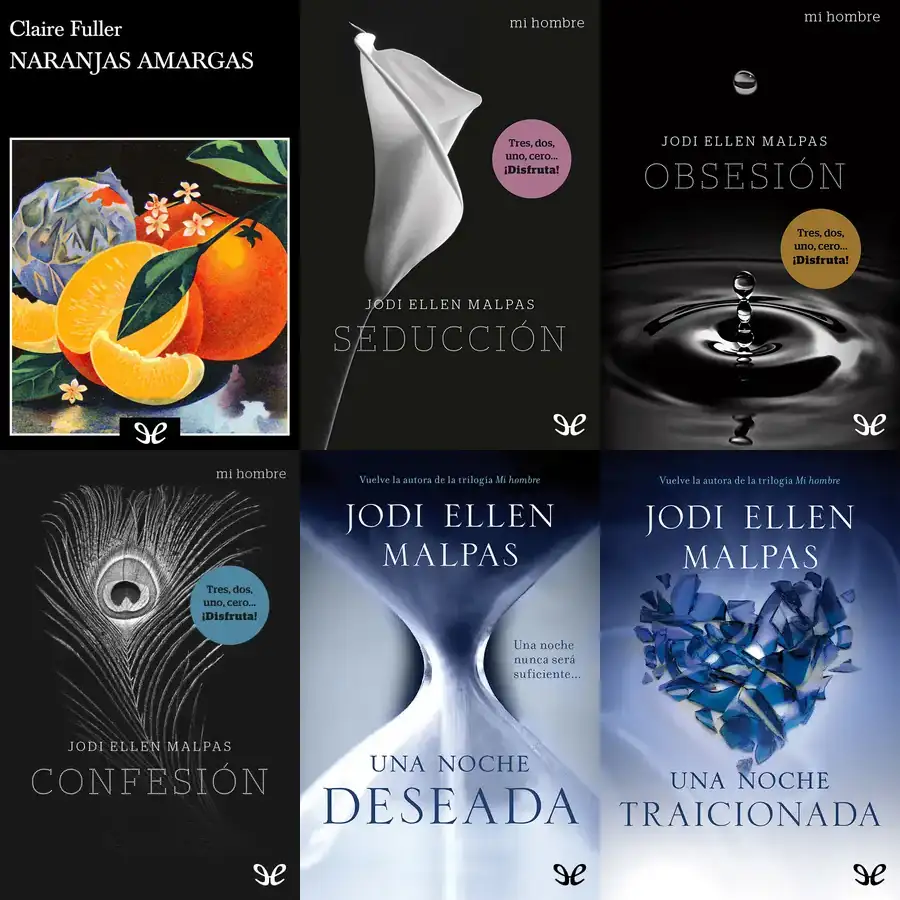 Claire Fuller
NARANJAS AMARGAS
mi hombre
Tres, dos,
uno, cero...
¡Disfruta!
JODI ELLEN MALPAS
SEDUCCIÓN
mi hombre
JODI ELLEN MALPAS
OBSESIÓN
Tres, dos,
uno, cero...
¡Disfruta!
mi hombre
Tres, dos,
uno, cero...
¡Disfruta!
JODI ELLEN MALPAS
CONFESIÓN
Vuelve la autora de la trilogía Mi hombre
JODI ELLEN
MALPAS
Una noche
nunca será
suficiente...
UNA NOCHE
DESEADA
Vuelve la autora de la trilogía Mi hombre
JODI ELLEN
MALPAS
UNA NOCHE
TRAICIONADA